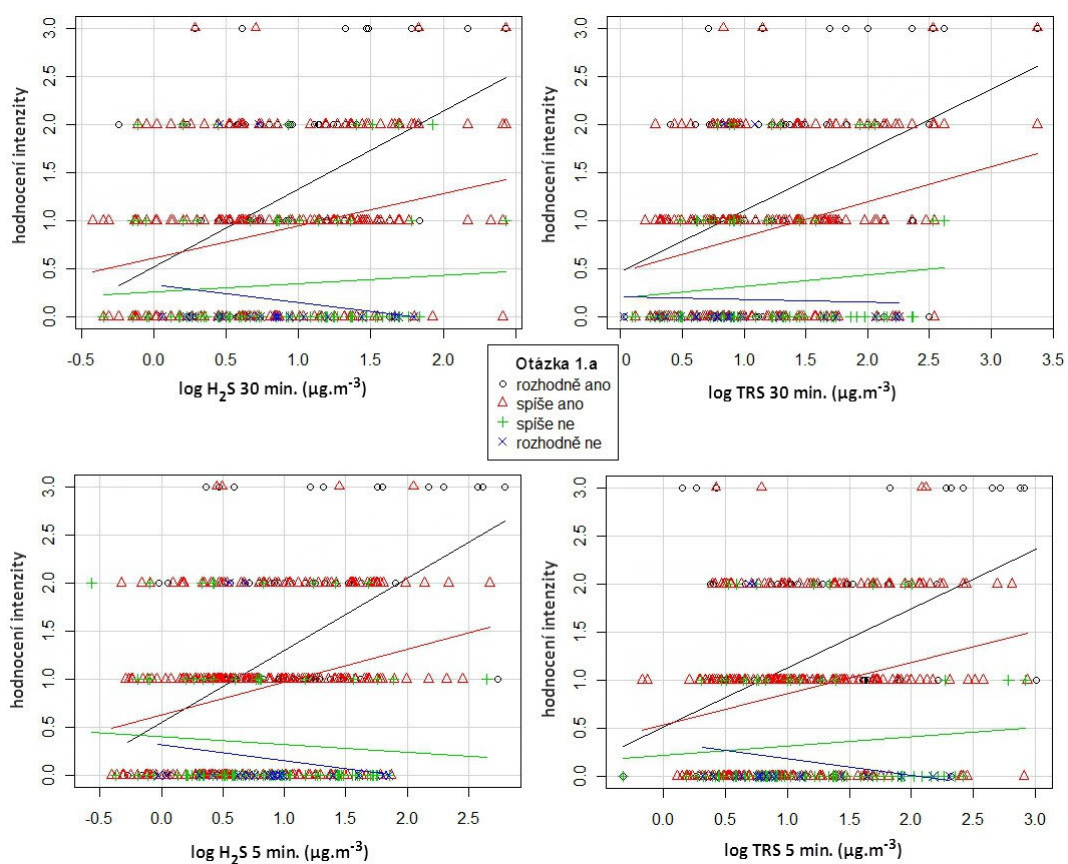 hodnocení intenzity
3.0
2.5
2.0
1.5
1.0
0.5
0.0
-0.5 0.0 0.5 1.0 1.5 2.0 2.5
log H₂S 30 min. (µg.m⁻³)
hodnocení intenzity
3.0
2.5
2.0
1.5
1.0
0.5
0.0
0.0 0.5 1.0 1.5 2.0 2.5 3.0 3.5
log TRS 30 min. (µg.m⁻³)
Otázka 1.a
rozhodně ano
spíše ano
spíše ne
rozhodně ne
hodnocení intenzity
3.0
2.5
2.0
1.5
1.0
0.5
0.0
-0.5 0.0 0.5 1.0 1.5 2.0 2.5
log H₂S 5 min. (µg.m⁻³)
hodnocení intenzity
3.0
2.5
2.0
1.5
1.0
0.5
0.0
0.0 0.5 1.0 1.5 2.0 2.5 3.0
log TRS 5 min. (µg.m⁻³)